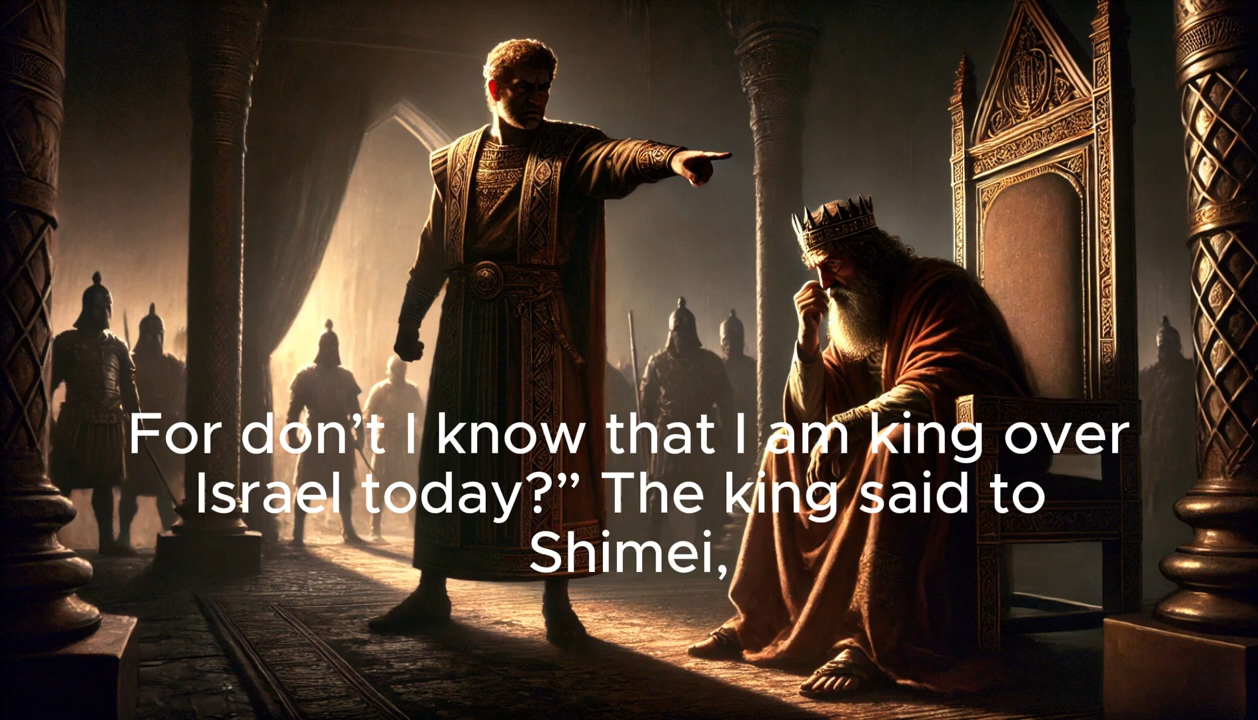 For don’t I know that I am king over
Israel today?” The king said to
Shimei,